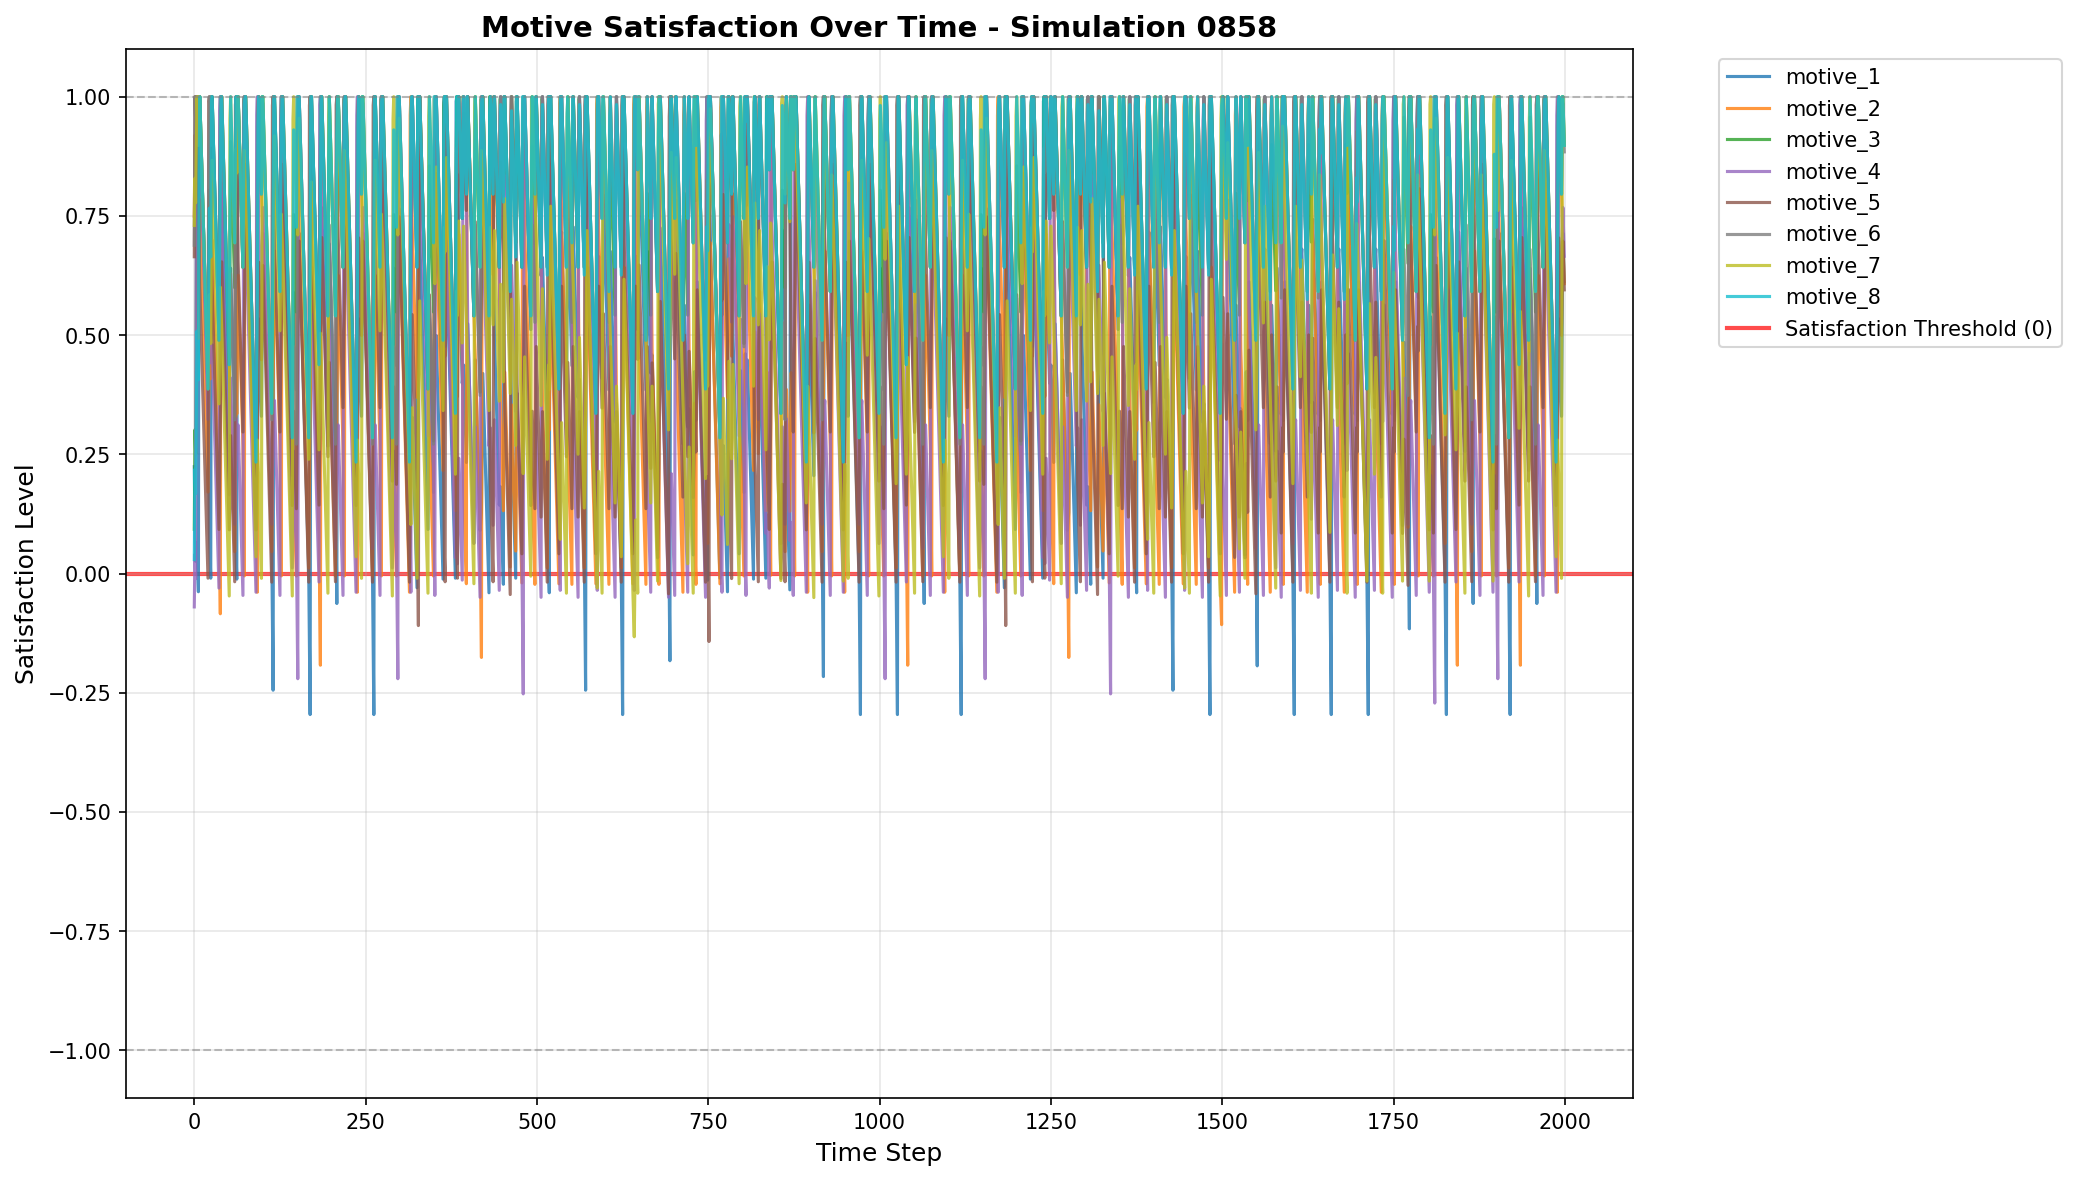 Motive Satisfaction Over Time - Simulation 0858
1.00
0.75
0.50
0.25
0.00
−0.25
−0.50
−0.75
−1.00
Satisfaction Level
0 250 500 750 1000 1250 1500 1750 2000
Time Step
motive_1
motive_2
motive_3
motive_4
motive_5
motive_6
motive_7
motive_8
Satisfaction Threshold (0)